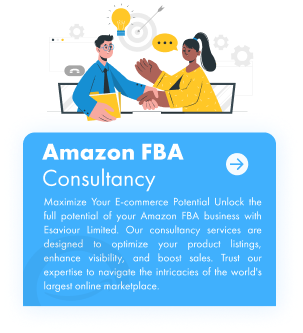 Amazon FBA
Consultancy
Maximize Your E-commerce Potential Unlock the
full potential of your Amazon FBA business with
Esaviour Limited. Our consultancy services are
designed to optimize your product listings,
enhance visibility, and boost sales. Trust our
expertise to navigate the intricacies of the world's
largest online marketplace.